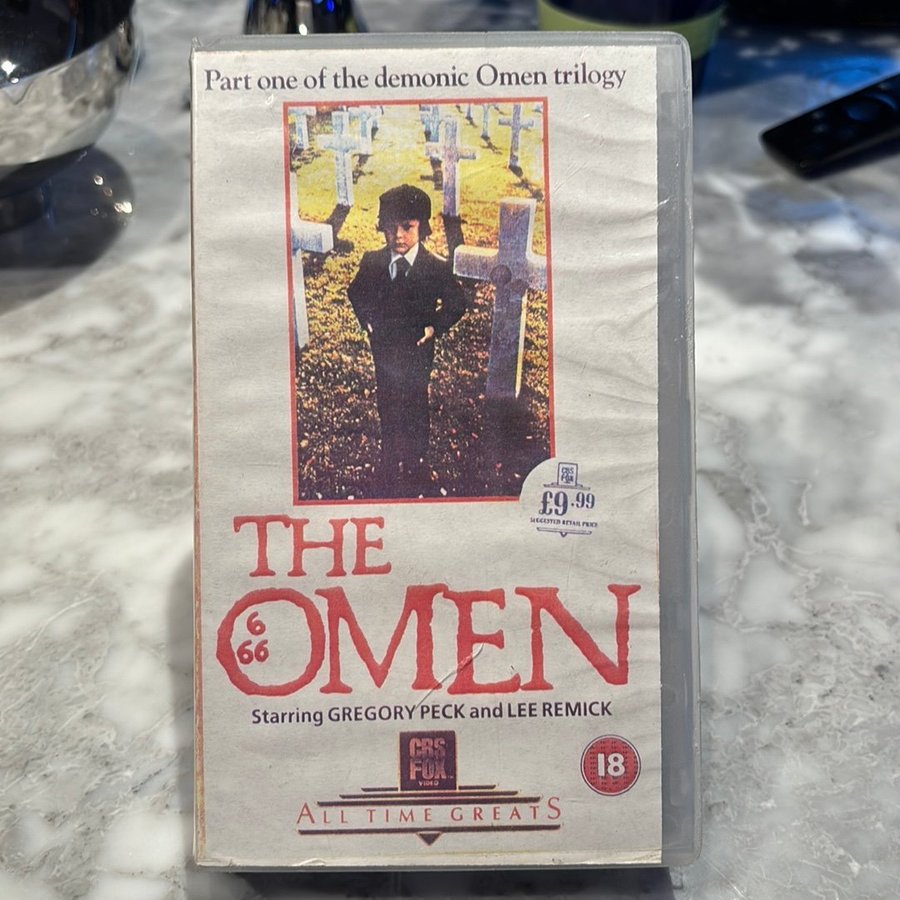 Part one of the demonic Omen trilogy
CBS
FOX
£9.99
SUGGESTED RETAIL PRICE
THE
OMEN
6
66
Starring GREGORY PECK and LEE REMICK
CBS
FOX
VIDEO
18
ALL TIME GREATS